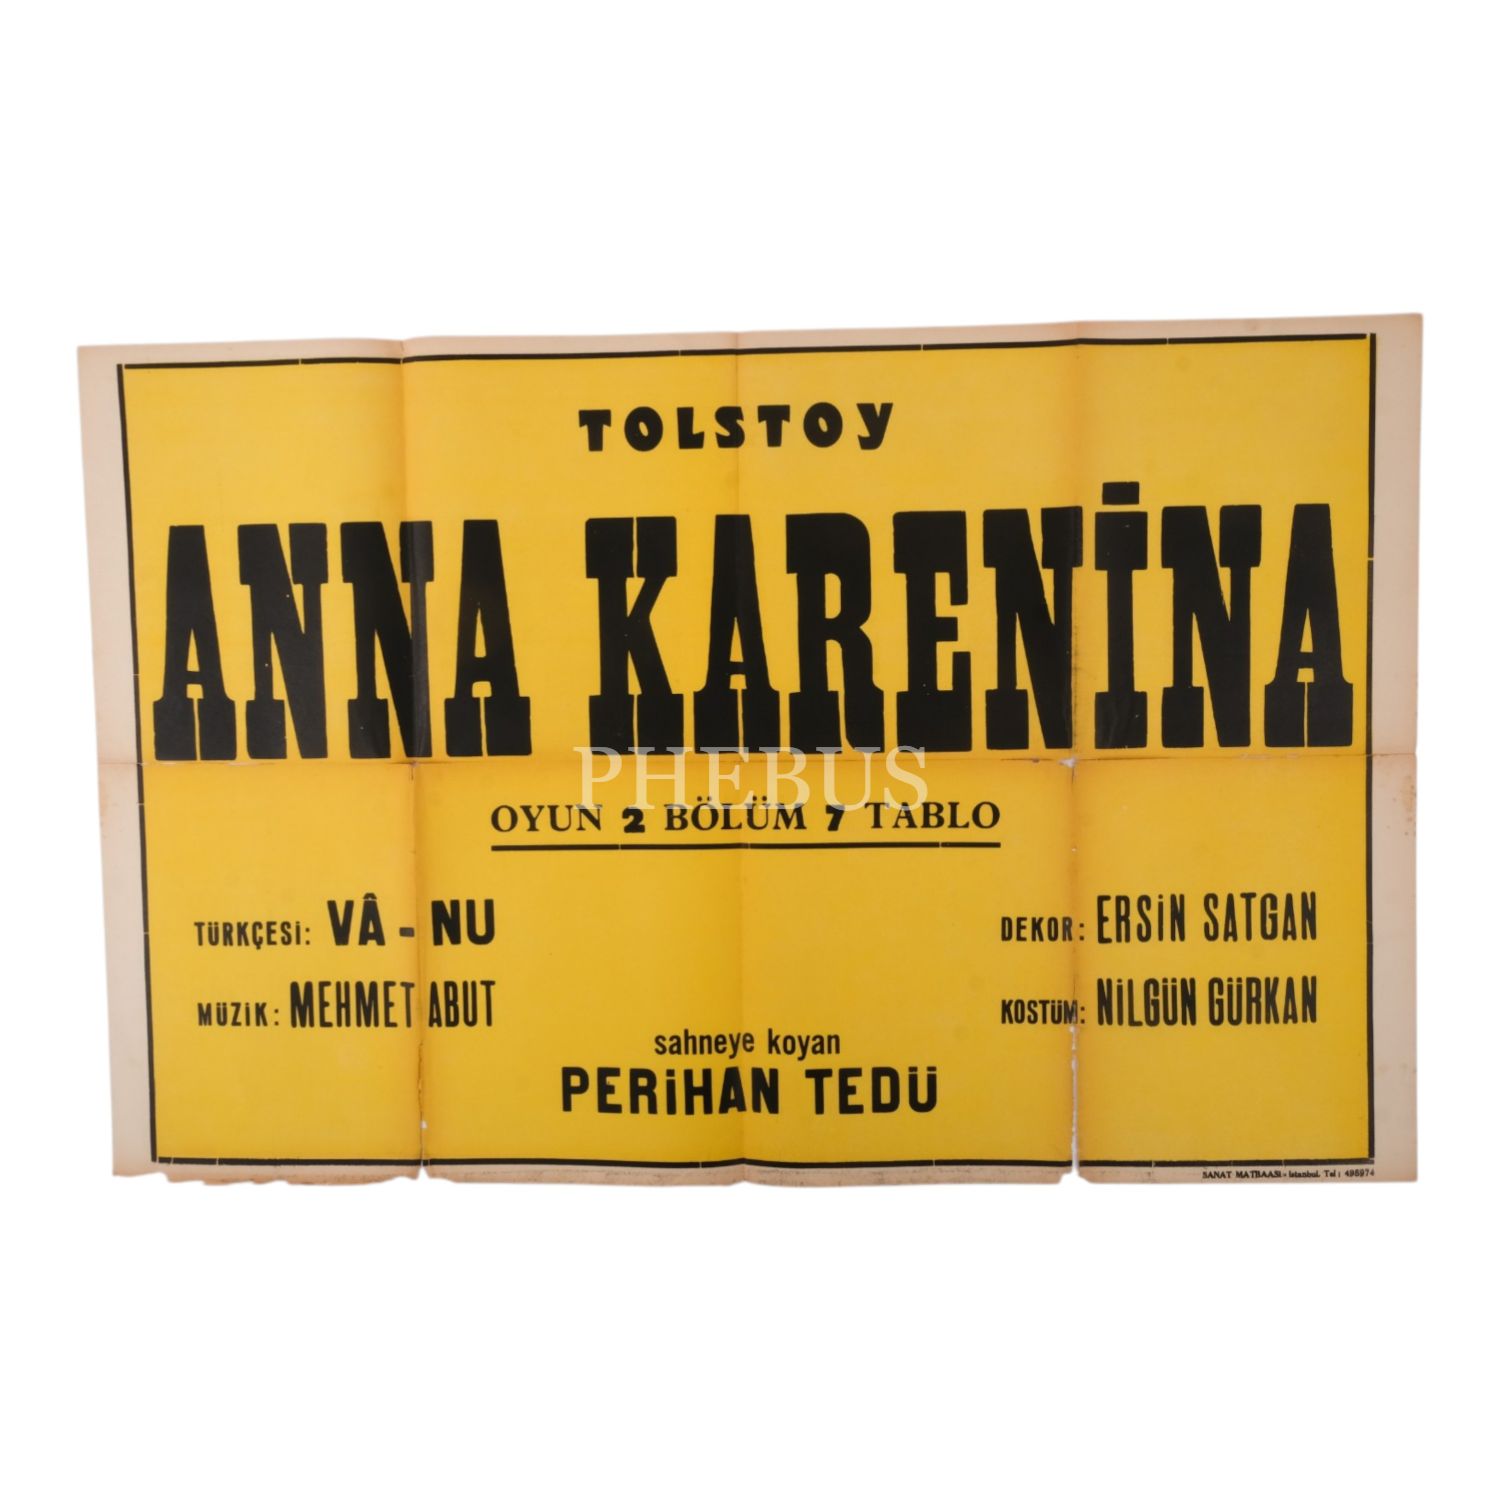 TOLSTOY
ANNA KARENİNA
PHEBUS
OYUN 2 BÖLÜM 7 TABLO
TÜRKÇESİ: VÂ - NU
MÜZİK: MEHMET ABUT
DEKOR: ERSİN SATGAN
KOSTÜM: NİLGÜN GÜRKAN
sahneye koyan
PERİHAN TEDÜ
SANAT MATBAASI - İstanbul. Tel : 496974